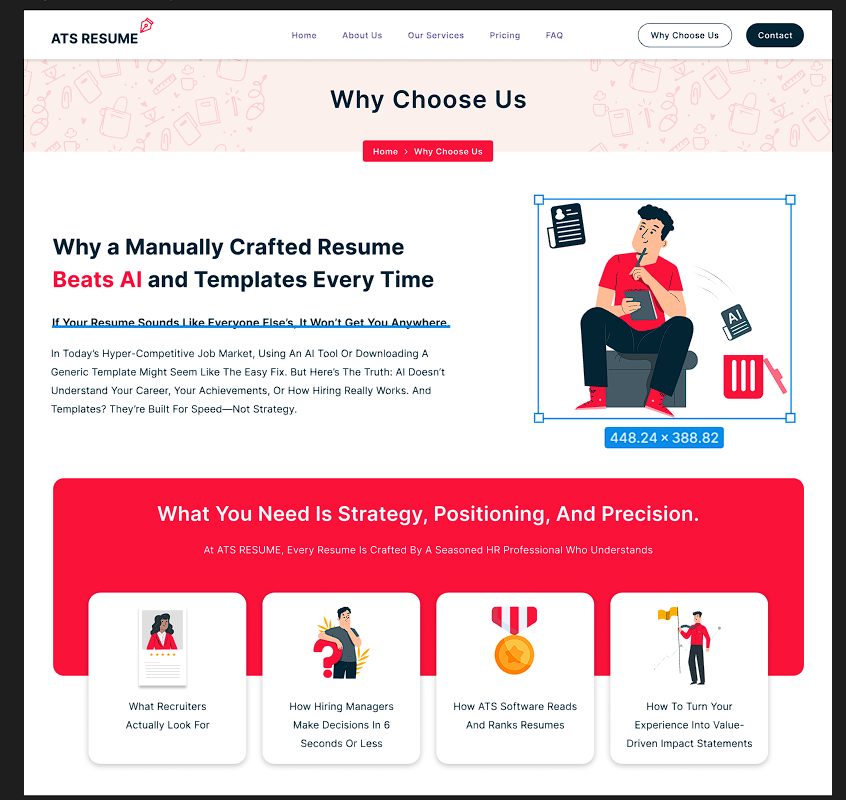 ATS RESUME
Home
About Us
Our Services
Pricing
FAQ
Why Choose Us
Contact
Why Choose Us
Home > Why Choose Us
Why a Manually Crafted Resume
Beats AI and Templates Every Time
If Your Resume Sounds Like Everyone Else's, It Won't Get You Anywhere.
In Today's Hyper-Competitive Job Market, Using An AI Tool Or Downloading A
Generic Template Might Seem Like The Easy Fix. But Here's The Truth: AI Doesn't
Understand Your Career, Your Achievements, Or How Hiring Really Works. And
Templates? They're Built For Speed—Not Strategy.
AI
448.24 × 388.82
What You Need Is Strategy, Positioning, And Precision.
At ATS RESUME, Every Resume Is Crafted By A Seasoned HR Professional Who Understands
What Recruiters
Actually Look For
How Hiring Managers
Make Decisions In 6
Seconds Or Less
How ATS Software Reads
And Ranks Resumes
How To Turn Your
Experience Into Value-
Driven Impact Statements